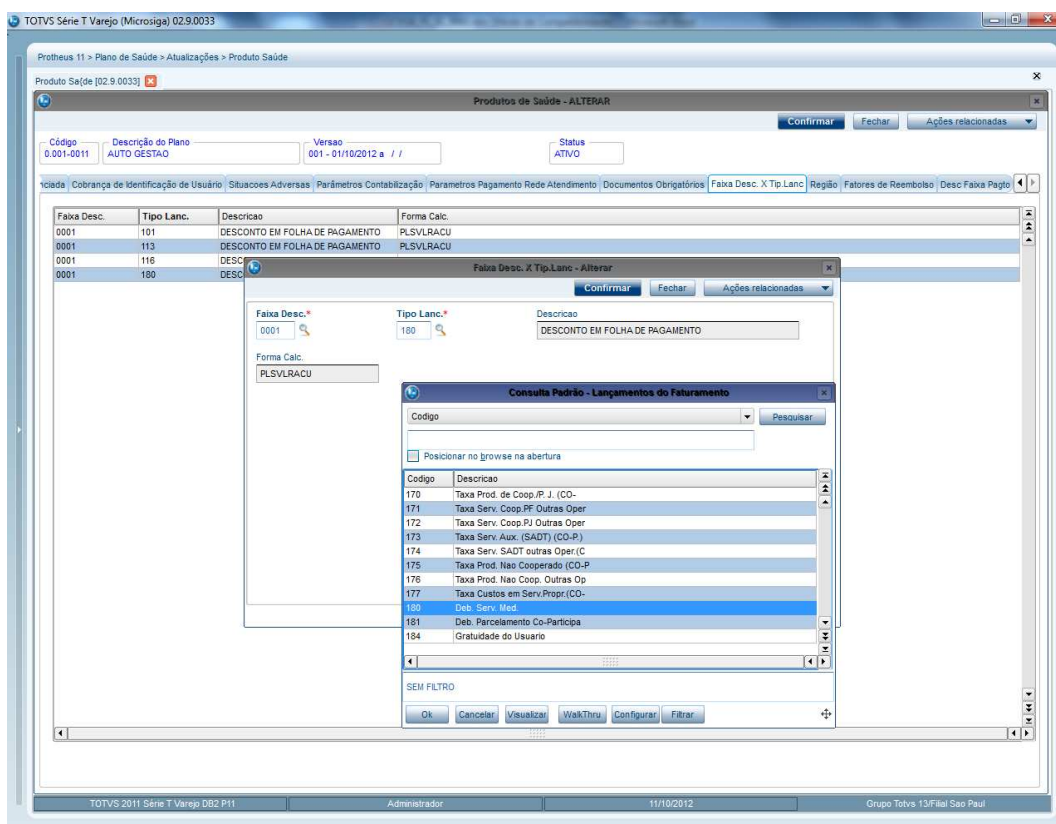 TOTVS Série T Varejo (Microsiga) 02.9.0033
Protheus 11 > Plano de Saúde > Atualizações > Produto Saúde
Produto Sa(de [02.9.0033]
Produtos de Saúde - ALTERAR
Confirmar Fechar Ações relacionadas
Código Descrição do Plano Versao Status
0.001-0011 AUTO GESTAO 001 - 01/10/2012 a / / ATIVO
nciada Cobrança de Identificação de Usuário Situacoes Adversas Parâmetros Contabilização Parametros Pagamento Rede Atendimento Documentos Obrigatórios Faixa Desc. X Tip.Lanc Região Fatores de Reembolso Desc Faixa Pagto
Faixa Desc. Tipo Lanc. Descricao Forma Calc.
0001 101 DESCONTO EM FOLHA DE PAGAMENTO PLSVLRACU
0001 113 DESCONTO EM FOLHA DE PAGAMENTO PLSVLRACU
0001 116 DESC
0001 180 DESC
Faixa Desc. X Tip.Lanc - Alterar
Confirmar Fechar Ações relacionadas
Faixa Desc.* Tipo Lanc.* Descricao
0001 180 DESCONTO EM FOLHA DE PAGAMENTO
Forma Calc.
PLSVLRACU
Consulta Padrão - Lançamentos do Faturamento
Codigo Pesquisar
Posicionar no browse na abertura
Codigo Descricao
170 Taxa Prod. de Coop./P. J. (CO-
171 Taxa Serv. Coop.PF Outras Oper
172 Taxa Serv. Coop.PJ Outras Oper
173 Taxa Serv. Aux. (SADT) (CO-P.)
174 Taxa Serv. SADT outras Oper.(C
175 Taxa Prod. Nao Cooperado (CO-P
176 Taxa Prod. Nao Coop. Outras Op
177 Taxa Custos em Serv.Propr.(CO-
180 Deb. Serv. Med.
181 Deb. Parcelamento Co-Participa
184 Gratuidade do Usuario
SEM FILTRO
Ok Cancelar Visualizar WalkThru Configurar Filtrar
TOTVS 2011 Série T Varejo DB2 P11 Administrador 11/10/2012 Grupo Totvs 13/Filial Sao Paul